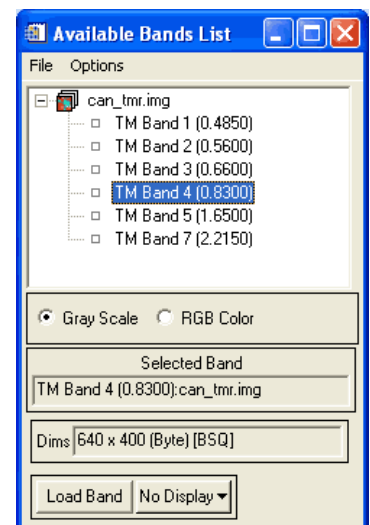 Available Bands List
File Options
can_tmr.img
TM Band 1 (0.4850)
TM Band 2 (0.5600)
TM Band 3 (0.6600)
TM Band 4 (0.8300)
TM Band 5 (1.6500)
TM Band 7 (2.2150)
Gray Scale RGB Color
Selected Band
TM Band 4 (0.8300):can_tmr.img
Dims 640 x 400 (Byte) [BSQ]
Load Band No Display